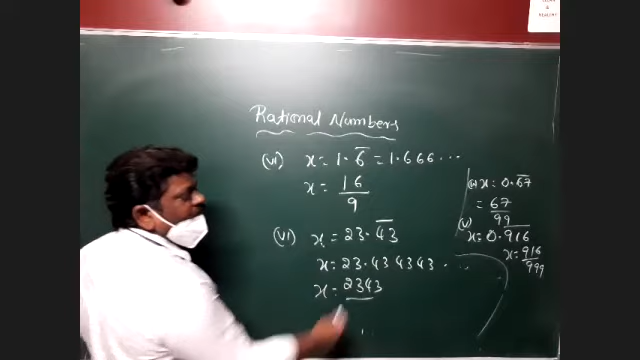 Rational Numbers
(vi) x = 1.6̅ = 1.666...
x = 16/9
(vi) x = 23.4̅3̅
x = 23.434343....
x = 2343
x = 0.6̅7̅
= 67/99
(v)
x = 0.9̅1̅6̅
x = 916/999
&